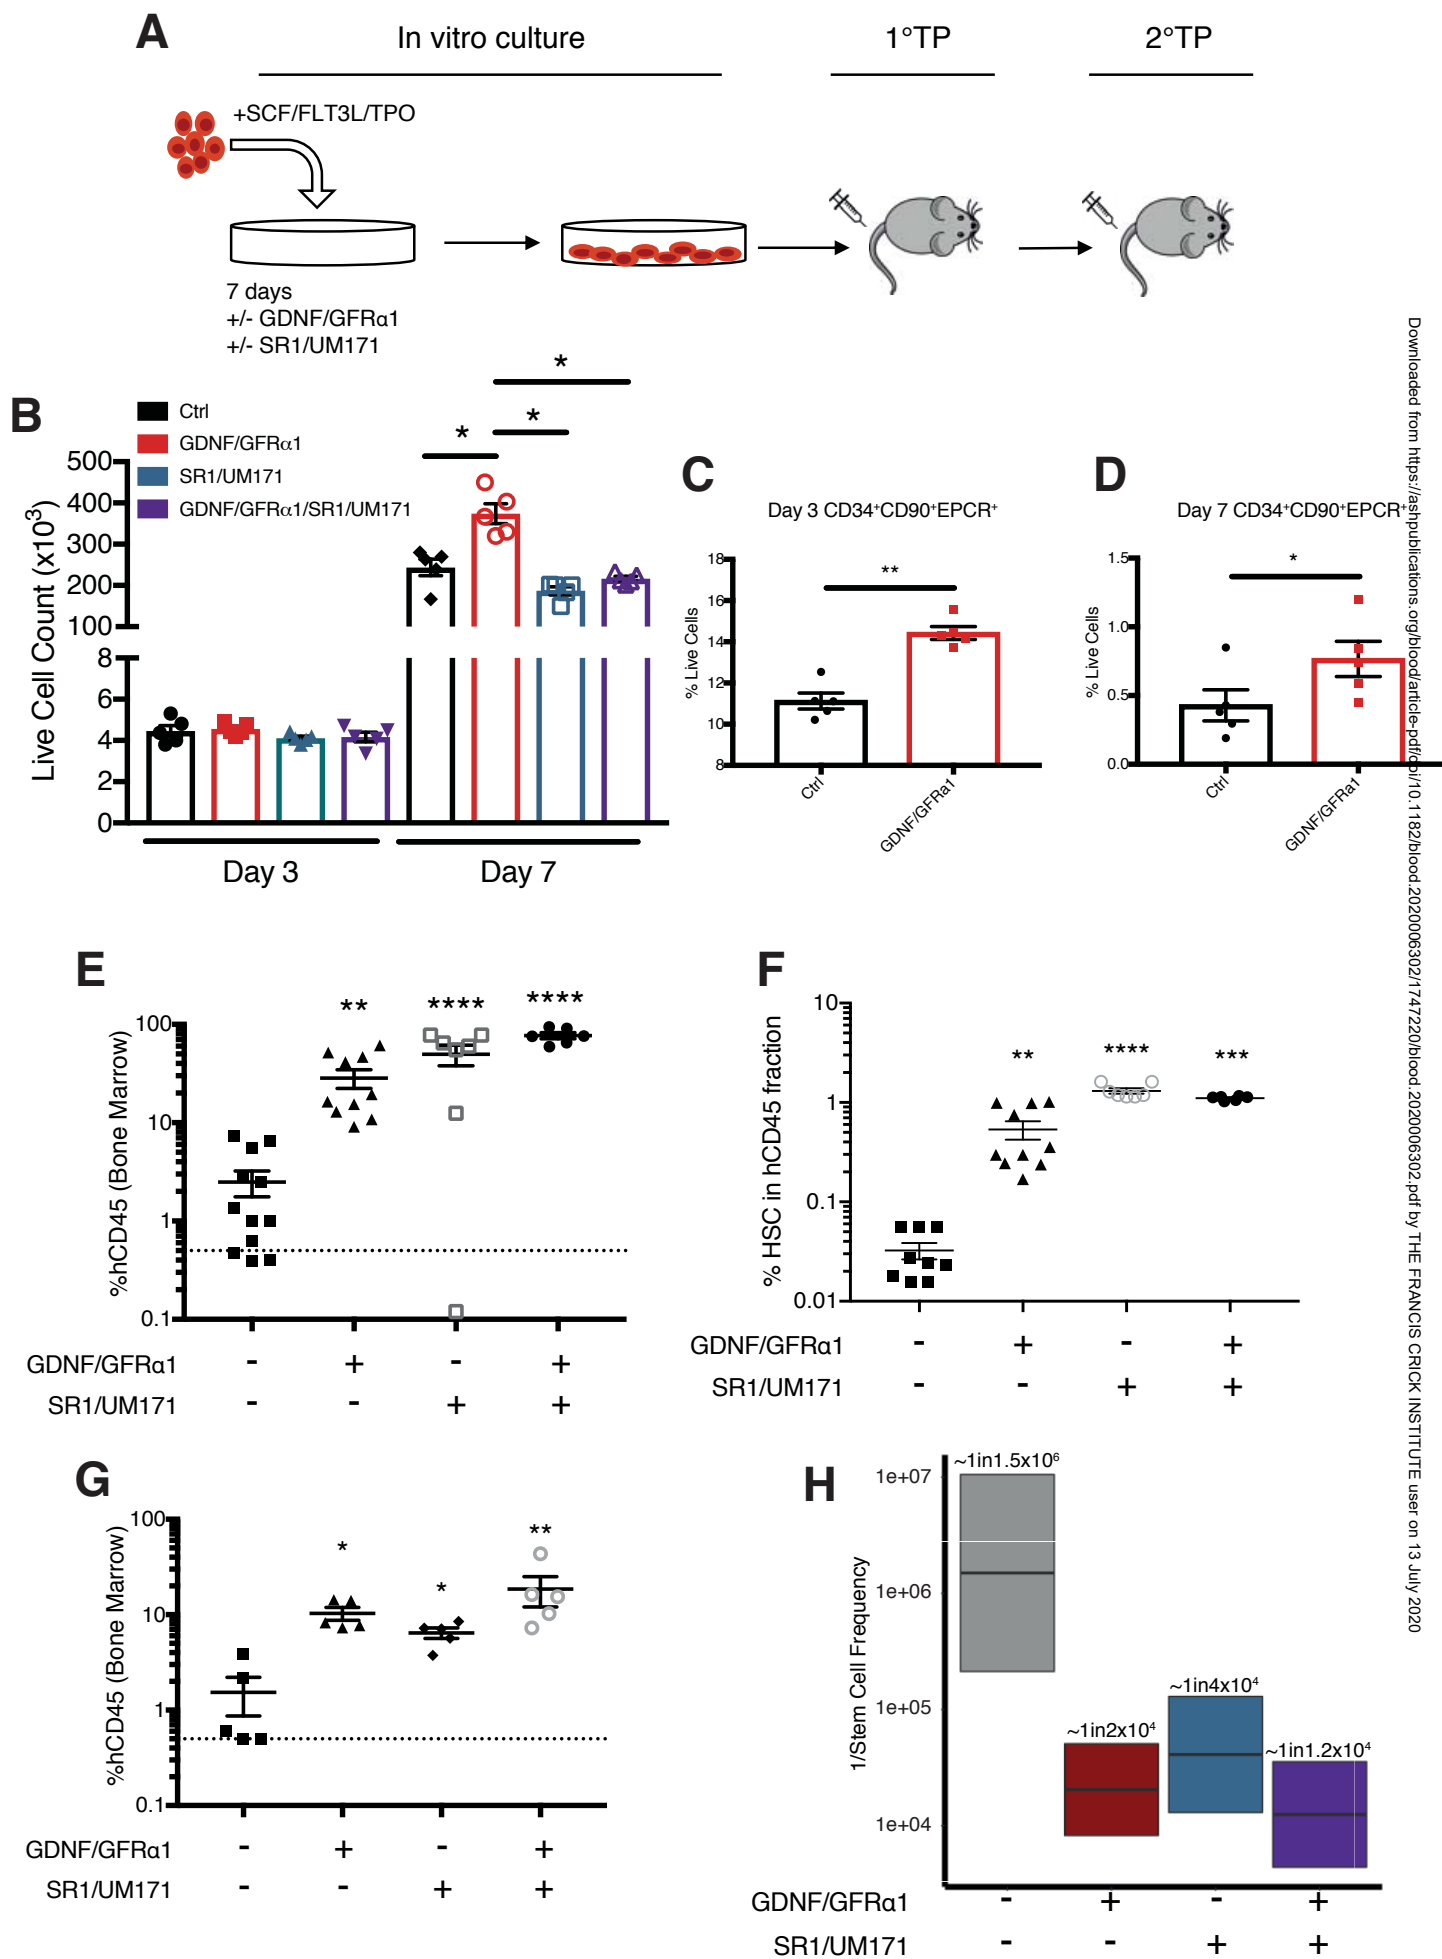 A
In vitro culture
1°TP
2°TP
+SCF/FLT3L/TPO
7 days
+/- GDNF/GFRα1
+/- SR1/UM171
B
Ctrl
GDNF/GFRα1
SR1/UM171
GDNF/GFRα1/SR1/UM171
* * *
Live Cell Count (x10³)
500
400
300
200
100
8
6
4
2
0
Day 3
Day 7
C
Day 3 CD34⁺CD90⁺EPCR⁺
**
% Live Cells
18
16
14
12
10
8
Ctrl
GDNF/GFRa1
D
Day 7 CD34⁺CD90⁺EPCR⁺
*
% Live Cells
1.5
1.0
0.5
0.0
Ctrl
GDNF/GFRa1
E
** **** ****
%hCD45 (Bone Marrow)
100
10
1
0.1
GDNF/GFRα1 - + - +
SR1/UM171 - - + +
F
** **** ***
% HSC in hCD45 fraction
10
1
0.1
0.01
GDNF/GFRα1 - + - +
SR1/UM171 - - + +
G
* * **
%hCD45 (Bone Marrow)
100
10
1
0.1
GDNF/GFRα1 - + - +
SR1/UM171 - - + +
H
1/Stem Cell Frequency
1e+07
1e+06
1e+05
1e+04
~1in1.5x10⁶
~1in2x10⁴
~1in4x10⁴
~1in1.2x10⁴
GDNF/GFRα1 - + - +
SR1/UM171 - - + +
Downloaded from https://ashpublications.org/blood/article-pdf/doi/10.1182/blood.2020006302/1747220/blood.2020006302.pdf by THE FRANCIS CRICK INSTITUTE user on 13 July 2020